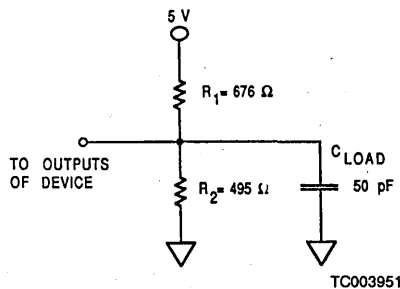 5 V
R1= 676 Ω
TO OUTPUTS
OF DEVICE
CLOAD
50 pF
R2= 495 Ω
TC003951